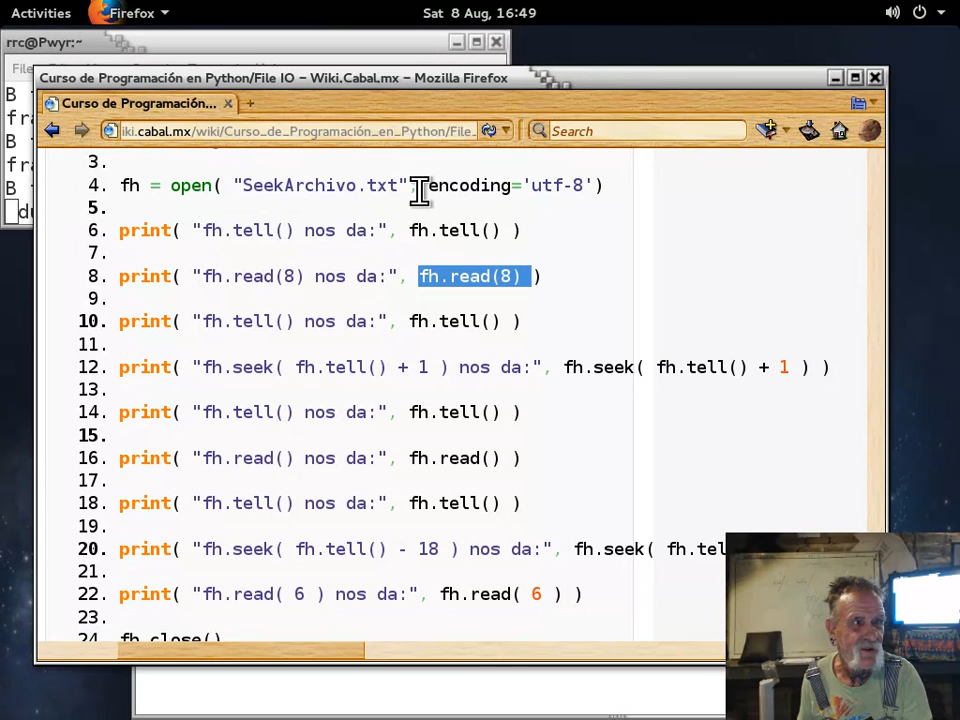 Activities Firefox Sat 8 Aug, 16:49
rrc@Pwyr:~
Curso de Programación en Python/File IO – Wiki.Cabal.mx – Mozilla Firefox
File
Curso de Programación...
iki.cabal.mx/wiki/Curso_de_Programación_en_Python/File_ Search
B
fra
B
fra
B
3.
4. fh = open( "SeekArchivo.txt", encoding='utf-8')
5.
6. print( "fh.tell() nos da:", fh.tell() )
7.
8. print( "fh.read(8) nos da:", fh.read(8) )
9.
10. print( "fh.tell() nos da:", fh.tell() )
11.
12. print( "fh.seek( fh.tell() + 1 ) nos da:", fh.seek( fh.tell() + 1 ) )
13.
14. print( "fh.tell() nos da:", fh.tell() )
15.
16. print( "fh.read() nos da:", fh.read() )
17.
18. print( "fh.tell() nos da:", fh.tell() )
19.
20. print( "fh.seek( fh.tell() - 18 ) nos da:", fh.seek( fh.tel
21.
22. print( "fh.read( 6 ) nos da:", fh.read( 6 ) )
23.
24 fh close()